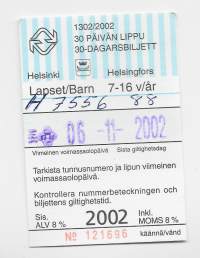 1302/2002
30 PÄIVÄN LIPPU
30-DAGARSBILJETT
Helsinki Helsingfors
Lapset/Barn 7-16 v/år
H 7556 88
06 -11- 2002
Viimeinen voimassaolopäivä Sista giltighetsdag
Tarkista tunnusnumero ja lipun viimeinen
voimassaolopäivä.
Kontrollera nummerbeteckningen och
biljettens giltighetstid.
Sis. 2002 Inkl.
ALV 8 % MOMS 8 %
№ 121696 käännä/vänd